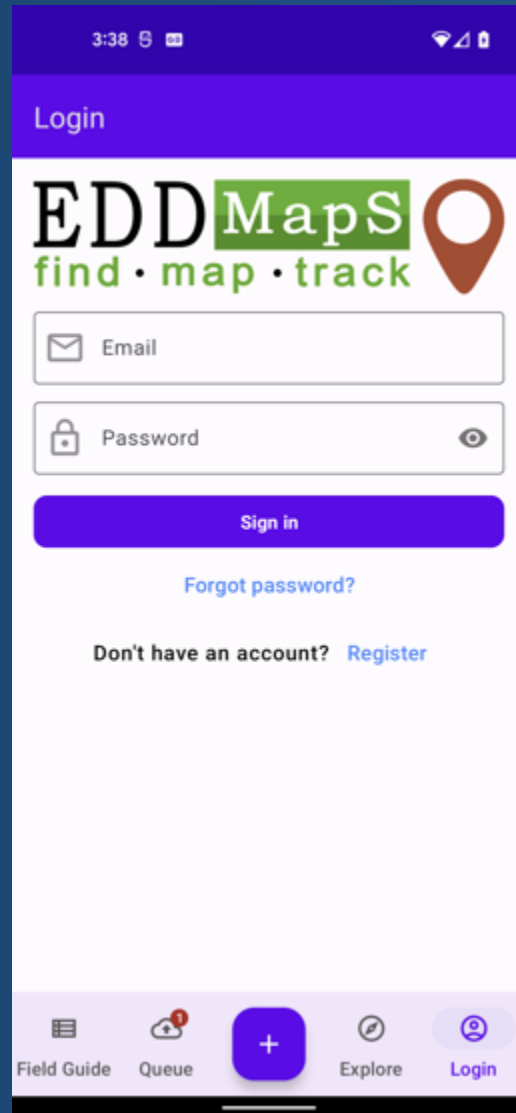 3:38
Login
EDDMapS
find · map · track
Email
Password
Sign in
Forgot password?
Don't have an account? Register
1
Field Guide Queue + Explore Login